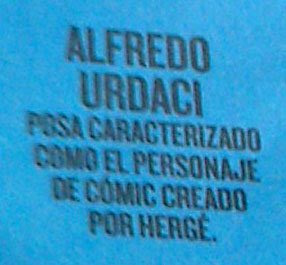 ALFREDO
URDACI
POSA CARACTERIZADO
COMO EL PERSONAJE
DE CÓMIC CREADO
POR HERGÉ.